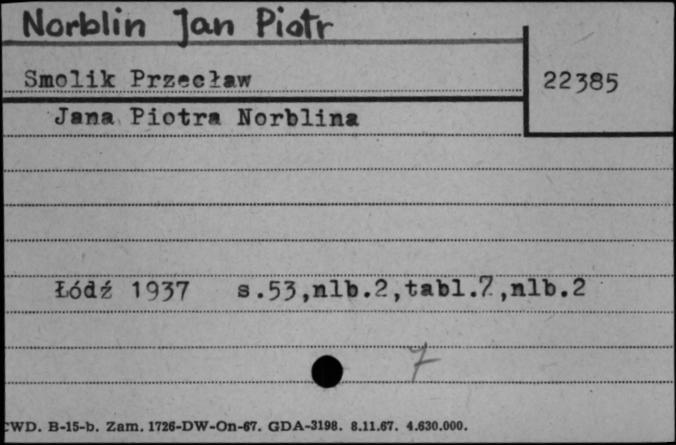 Norblin Jan Piotr
Smolik Przecław
22385
Jana Piotra Norblina
Łódź 1937 s.53,nlb.2,tabl.7,nlb.2
7
CWD. B-15-b. Zam. 1726-DW-On-67. GDA-3198. 8.11.67. 4.630.000.